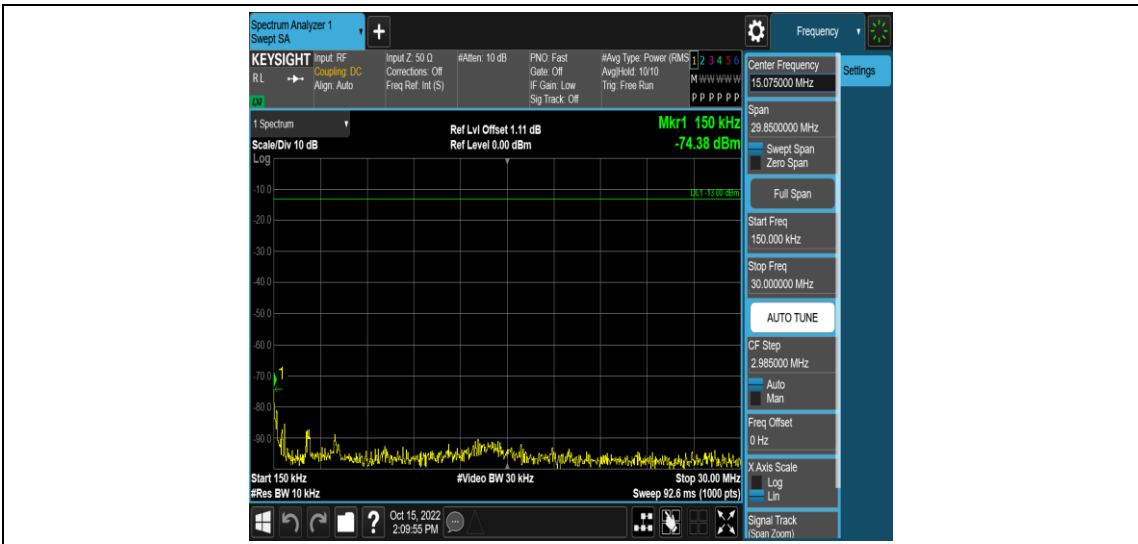 Spectrum Analyzer 1
Swept SA
+
Frequency
KEYSIGHT
RL
LXI
Input: RF
Coupling: DC
Align: Auto
Input Z: 50 Ω
Corrections: Off
Freq Ref: Int (S)
#Atten: 10 dB
PNO: Fast
Gate: Off
IF Gain: Low
Sig Track: Off
#Avg Type: Power (RMS
Avg|Hold: 10/10
Trig: Free Run
1 2 3 4 5 6
M W W W W W
P P P P P P
Center Frequency
15.075000 MHz
Settings
Span
29.8500000 MHz
Swept Span
Zero Span
Full Span
Start Freq
150.000 kHz
Stop Freq
30.000000 MHz
AUTO TUNE
CF Step
2.985000 MHz
Auto
Man
Freq Offset
0 Hz
X Axis Scale
Log
Lin
Signal Track
(Span Zoom)
1 Spectrum
Scale/Div 10 dB
Log
Ref Lvl Offset 1.11 dB
Ref Level 0.00 dBm
Mkr1 150 kHz
-74.38 dBm
DL1 -13.00 dBm
-10.0
-20.0
-30.0
-40.0
-50.0
-60.0
-70.0
1
-80.0
-90.0
Start 150 kHz
#Video BW 30 kHz
Stop 30.00 MHz
#Res BW 10 kHz
Sweep 92.6 ms (1000 pts)
?
Oct 15, 2022
2:09:55 PM